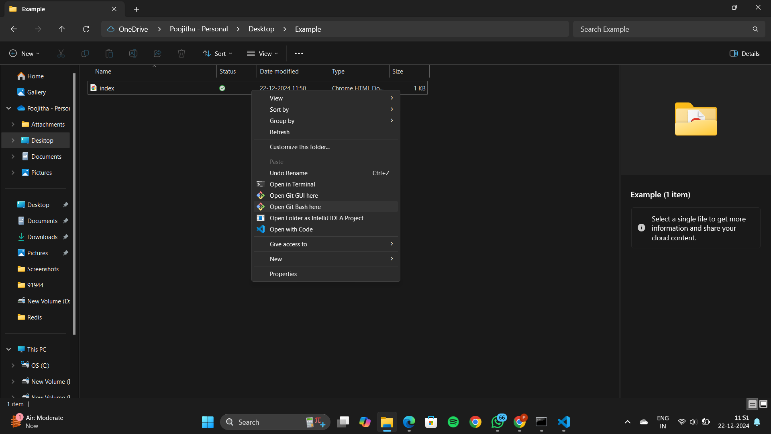 Example
OneDrive > Poojitha - Personal > Desktop > Example
Search Example
New
Sort
View
Details
Name Status Date modified Type Size
index 22-12-2024 11:50 Chrome HTML Do... 1 KB
Home
Gallery
Poojitha - Perso
Attachments
Desktop
Documents
Pictures
Desktop
Documents
Downloads
Pictures
Screenshots
91944
New Volume (D:
Redis
This PC
OS (C:)
New Volume (
New Volume (
View
Sort by
Group by
Refresh
Customize this folder...
Paste
Undo Rename Ctrl+Z
Open in Terminal
Open Git GUI here
Open Git Bash here
Open Folder as IntelliJ IDEA Project
Open with Code
Give access to
New
Properties
Example (1 item)
Select a single file to get more
information and share your
cloud content.
1 item
Air: Moderate
Now
Search
ENG
IN
11:51
22-12-2024